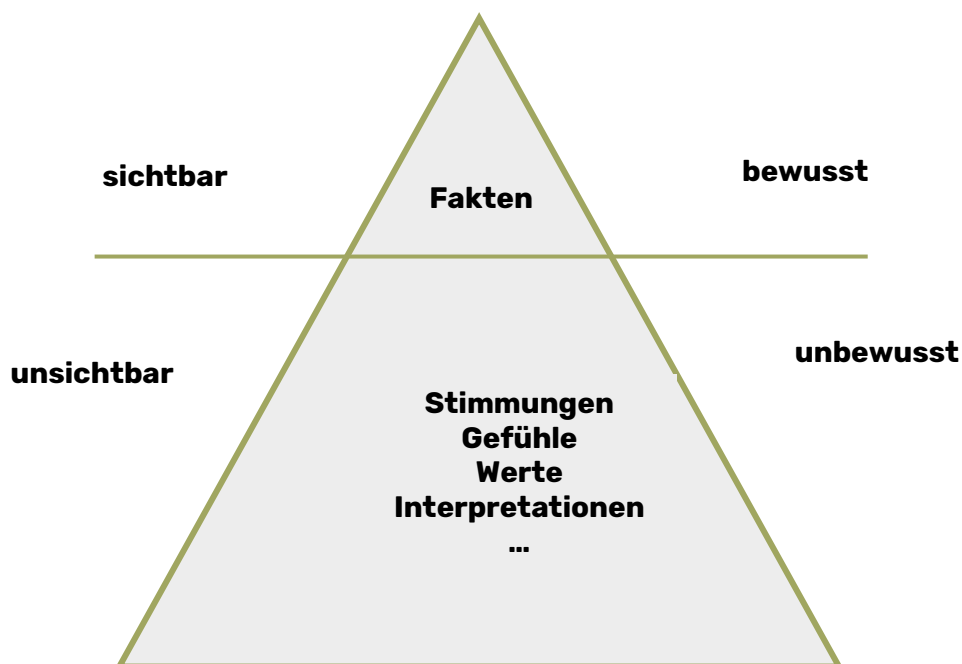 bewusst
sichtbar
Fakten
unbewusst
unsichtbar
Stimmungen
Gefühle
Werte
Interpretationen
...